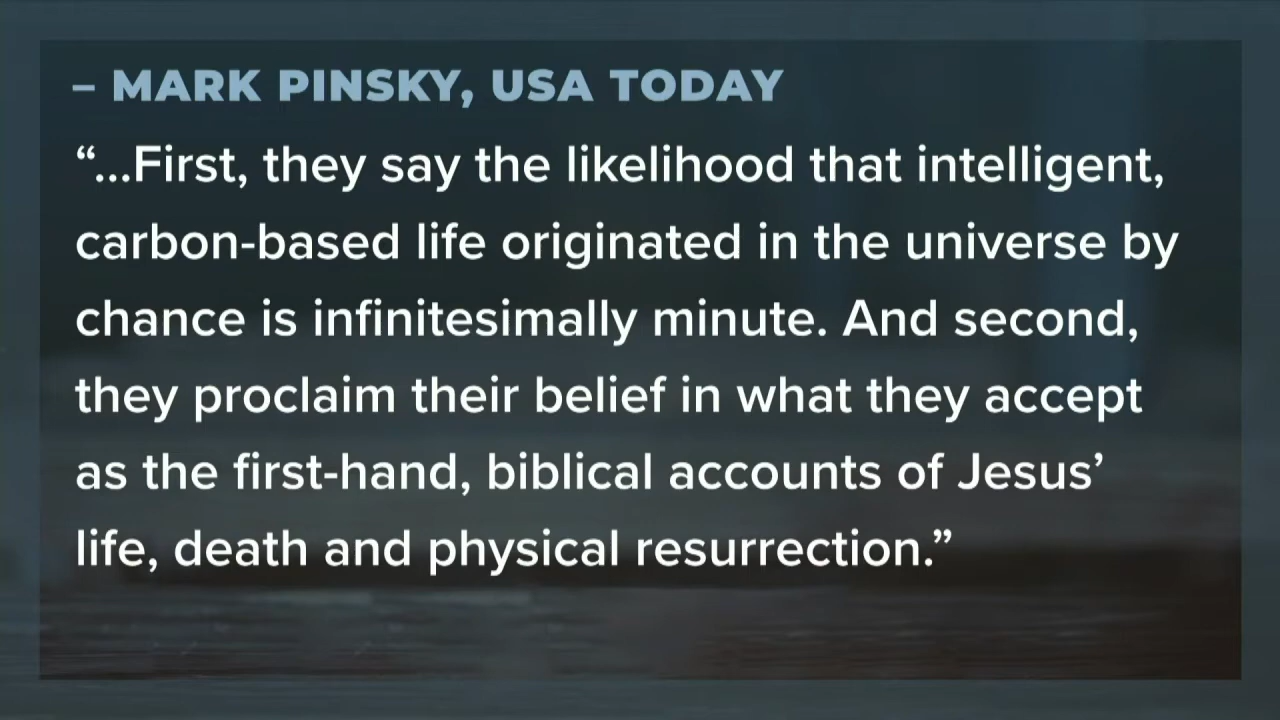 – MARK PINSKY, USA TODAY
“...First, they say the likelihood that intelligent,
carbon-based life originated in the universe by
chance is infinitesimally minute. And second,
they proclaim their belief in what they accept
as the first-hand, biblical accounts of Jesus’
life, death and physical resurrection.”